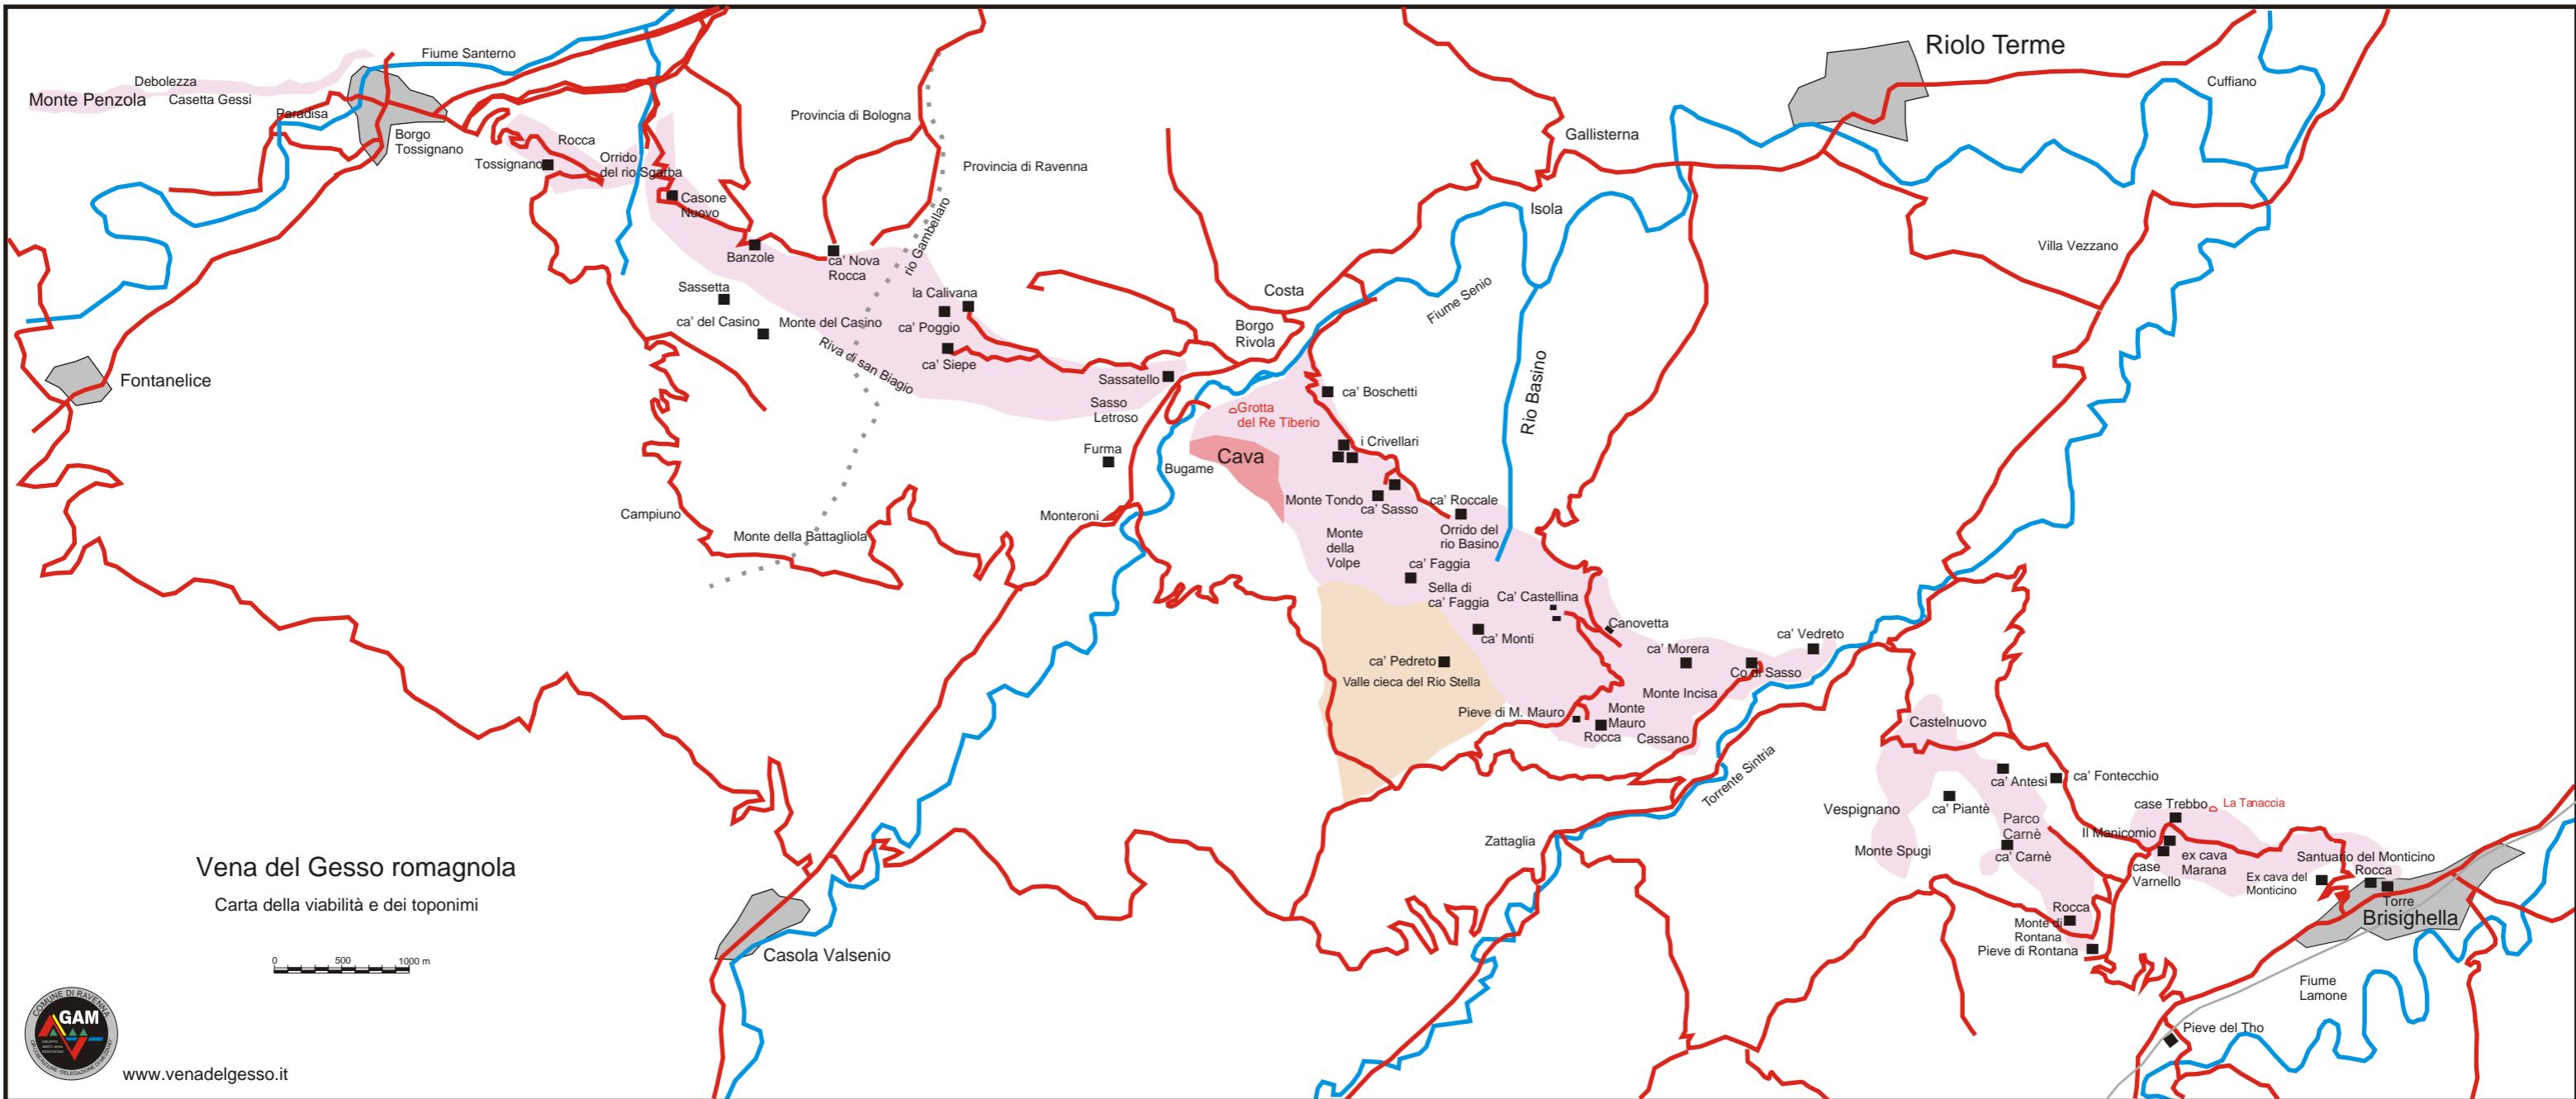 Riolo Terme
Fiume Santerno
Debolezza
Monte Penzola
Casetta Gessi
Paradisa
Borgo
Tossignano
Rocca
Tossignano
Orrido
del rio Sgarba
Casone
Nuovo
Provincia di Bologna
Provincia di Ravenna
rio Gambellaro
Banzole
ca' Nova
Rocca
Sassetta
ca' del Casino
Monte del Casino
la Calivana
ca' Poggio
ca' Siepe
Riva di san Biagio
Sassatello
Sasso
Letroso
Furma
Bugame
Monteroni
Campiuno
Monte della Battagliola
Fontanelice
Gallisterna
Isola
Costa
Borgo
Rivola
Fiume Senio
Rio Basino
Cuffiano
Villa Vezzano
Grotta
del Re Tiberio
Cava
ca' Boschetti
i Crivellari
Monte Tondo
ca' Sasso
ca' Roccale
Orrido del
rio Basino
Monte
della
Volpe
ca' Faggia
Sella di
ca' Faggia
Ca' Castellina
Canovetta
ca' Monti
ca' Pedreto
Valle cieca del Rio Stella
ca' Morera
ca' Vedreto
Co di Sasso
Monte Incisa
Pieve di M. Mauro
Monte
Mauro
Rocca
Cassano
Torrente Sintria
Zattaglia
Castelnuovo
ca' Antesi
ca' Fontecchio
ca' Piantè
Vespignano
Monte Spugi
Parco
Carnè
ca' Carnè
case Trebbo
La Tanaccia
Il Manicomio
case
Varnello
ex cava
Marana
Santuario del Monticino
Rocca
Ex cava del
Monticino
Torre
Brisighella
Rocca
Monte di
Rontana
Pieve di Rontana
Fiume
Lamone
Pieve del Tho
Vena del Gesso romagnola
Carta della viabilità e dei toponimi
0 500 1000 m
Casola Valsenio
COMUNE DI RAVENNA
GAM
GRUPPO
AMICI della
MONTAGNA
www.venadelgesso.it